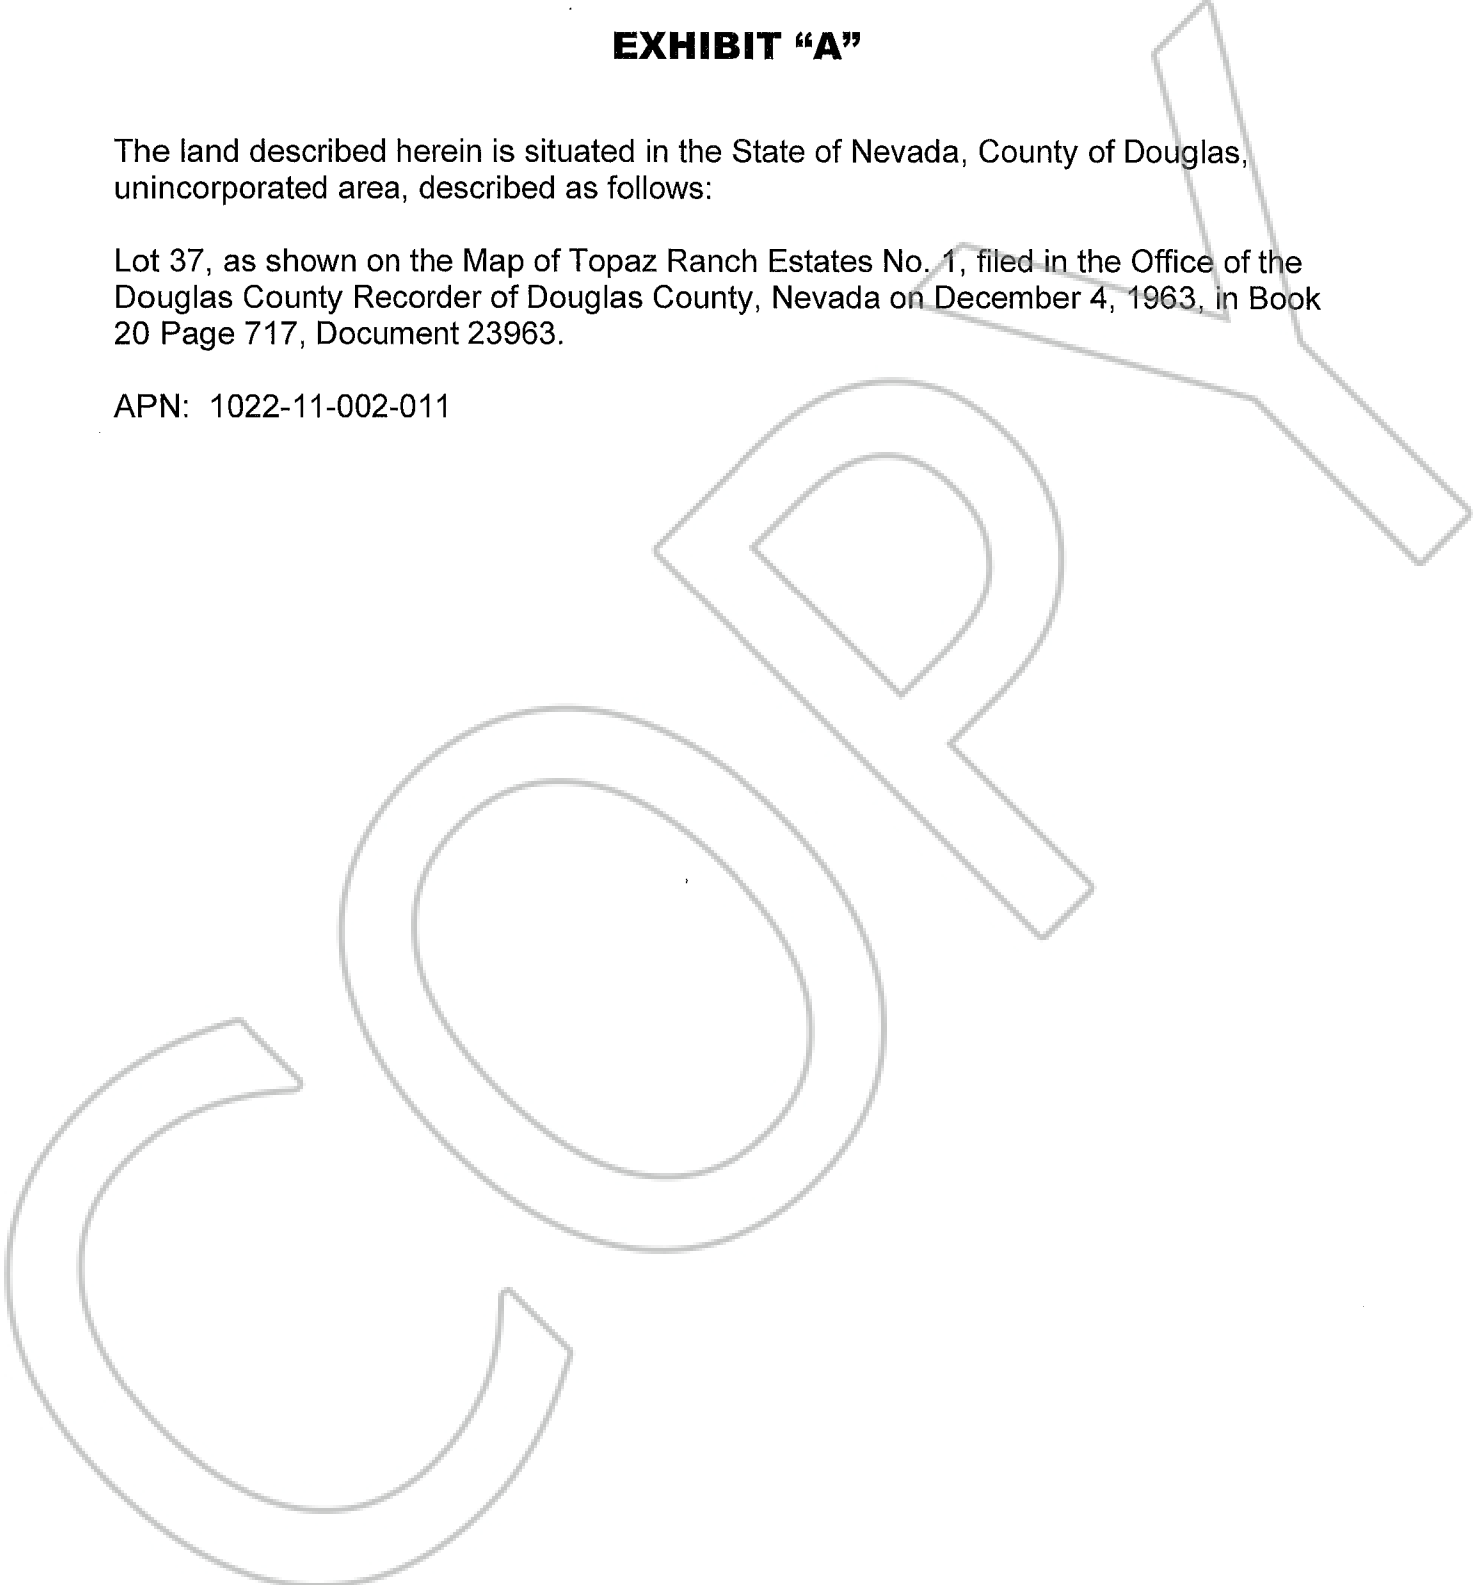 EXHIBIT “A”
The land described herein is situated in the State of Nevada, County of Douglas,
unincorporated area, described as follows:
Lot 37, as shown on the Map of Topaz Ranch Estates No. 1, filed in the Office of the
Douglas County Recorder of Douglas County, Nevada on December 4, 1963, in Book
20 Page 717, Document 23963.
APN:  1022-11-002-011
COPY